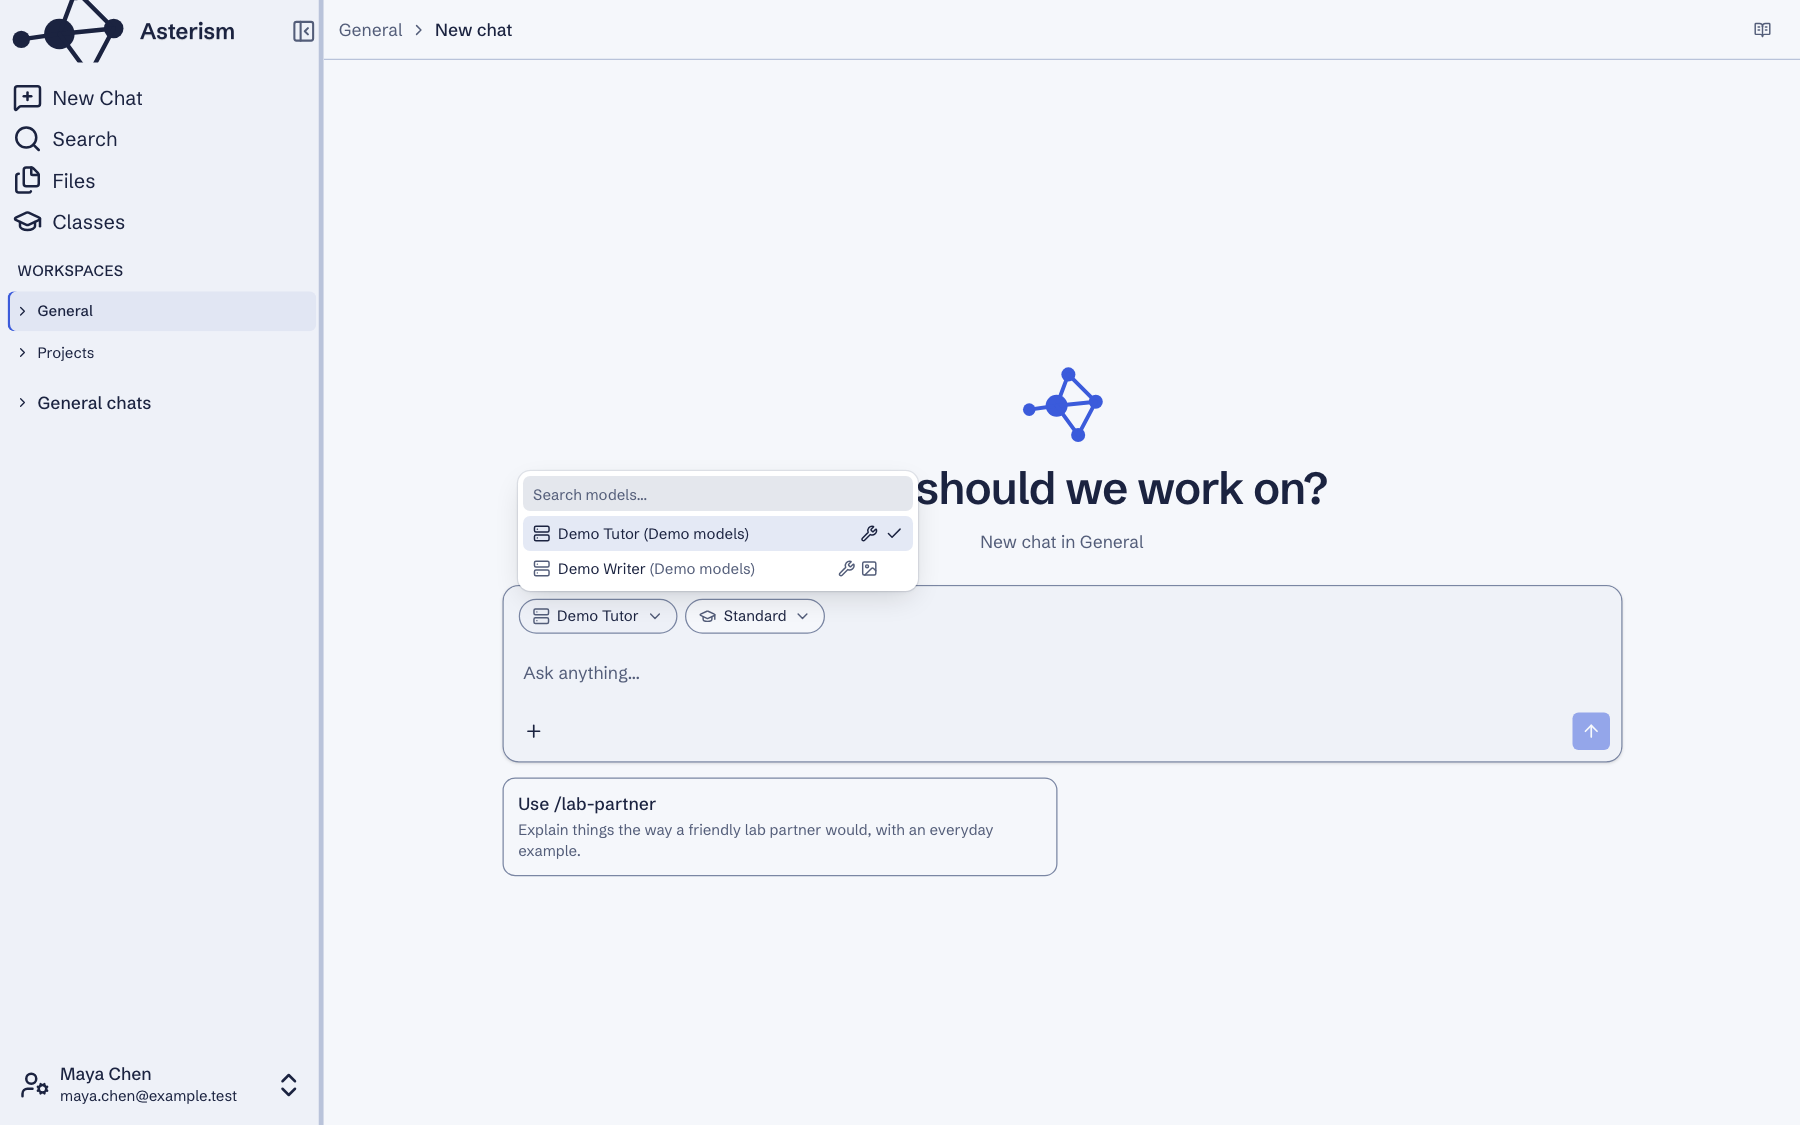 Asterism
General > New chat
New Chat
Search
Files
Classes
WORKSPACES
General
Projects
General chats
Maya Chen
maya.chen@example.test
should we work on?
New chat in General
Search models...
Demo Tutor (Demo models)
Demo Writer (Demo models)
Demo Tutor
Standard
Ask anything...
Use /lab-partner
Explain things the way a friendly lab partner would, with an everyday
example.